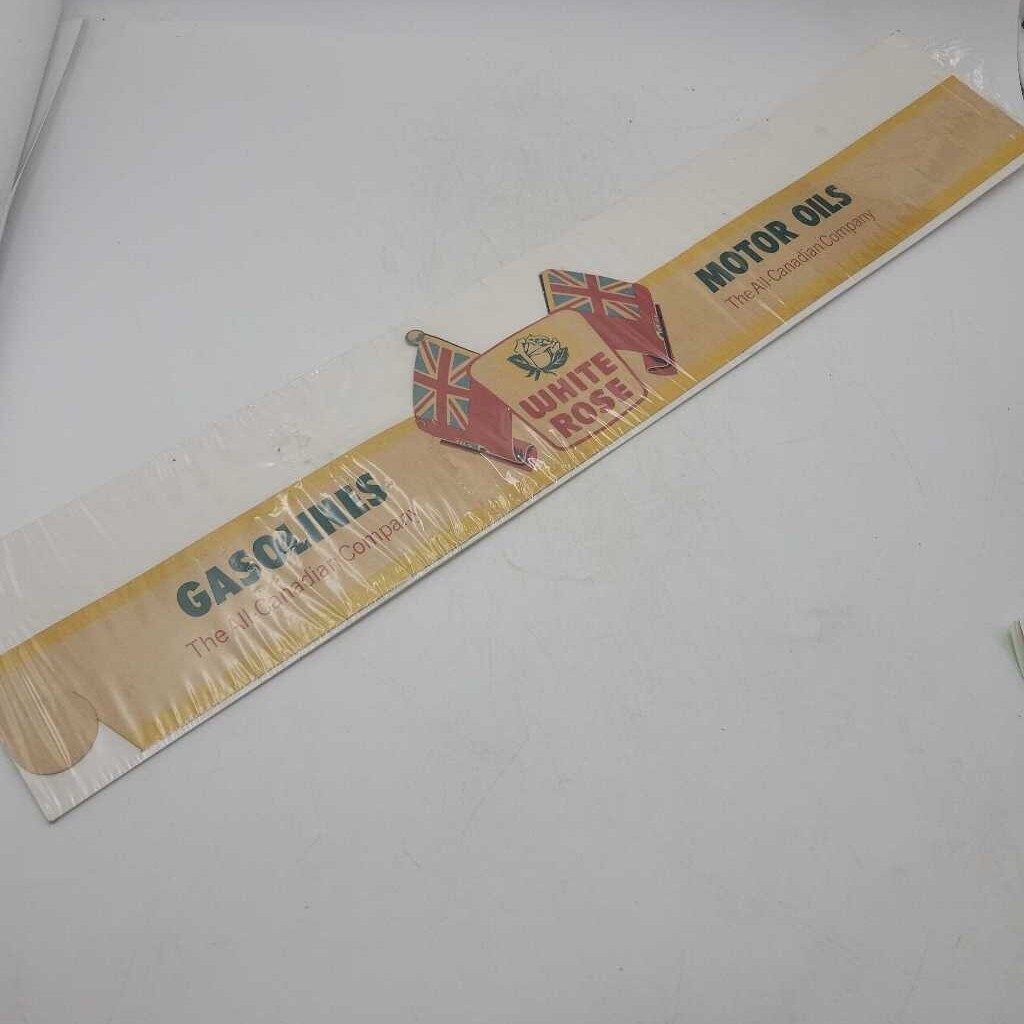 GASOLINES
The All-Canadian Company
WHITE
ROSE
MOTOR OILS
The All-Canadian Company